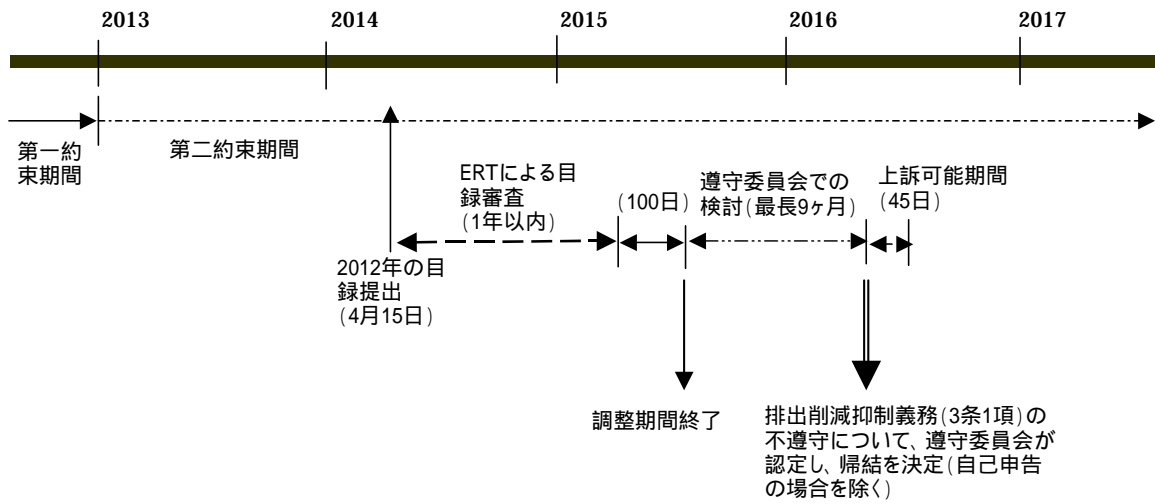 2013 2014 2015 2016 2017
第一約
束期間
第二約束期間
ERTによる目
録審査
(1年以内)
(100日)
遵守委員会での
検討(最長9ヶ月)
上訴可能期間
(45日)
2012年の目
録提出
(4月15日)
調整期間終了
排出削減抑制義務(3条1項)の
不遵守について、遵守委員会が
認定し、帰結を決定(自己申告
の場合を除く)